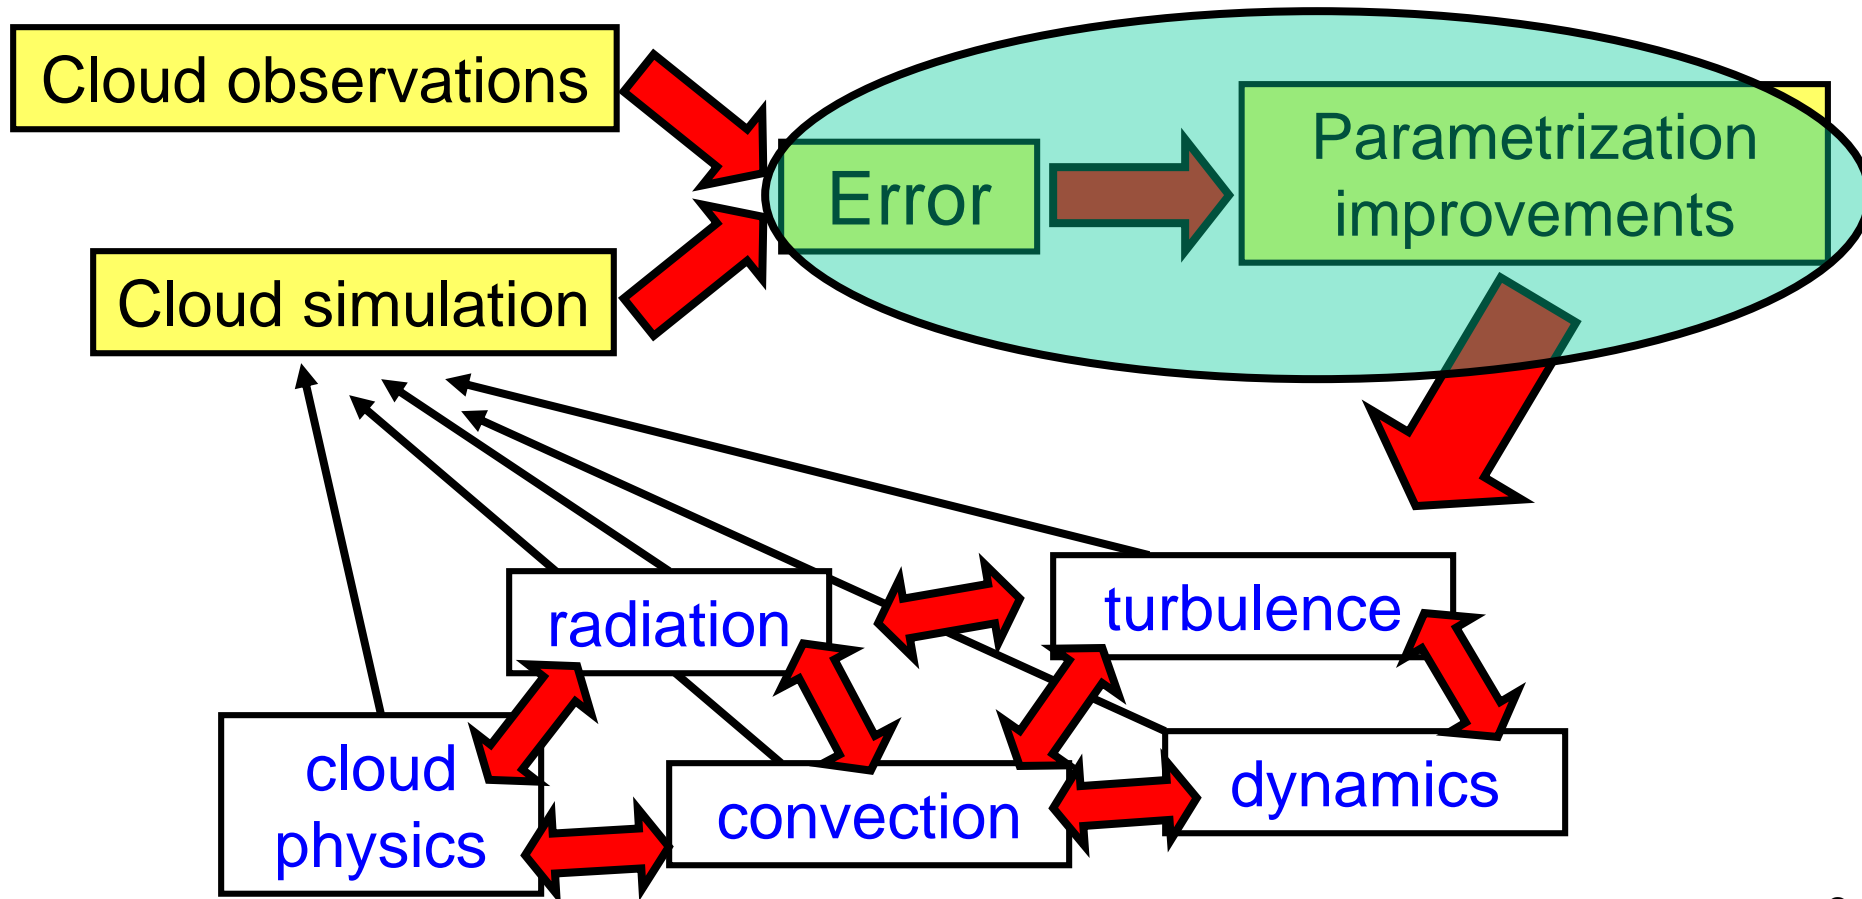 Cloud observations
Error
Parametrization
improvements
Cloud simulation
radiation
turbulence
cloud
physics
convection
dynamics